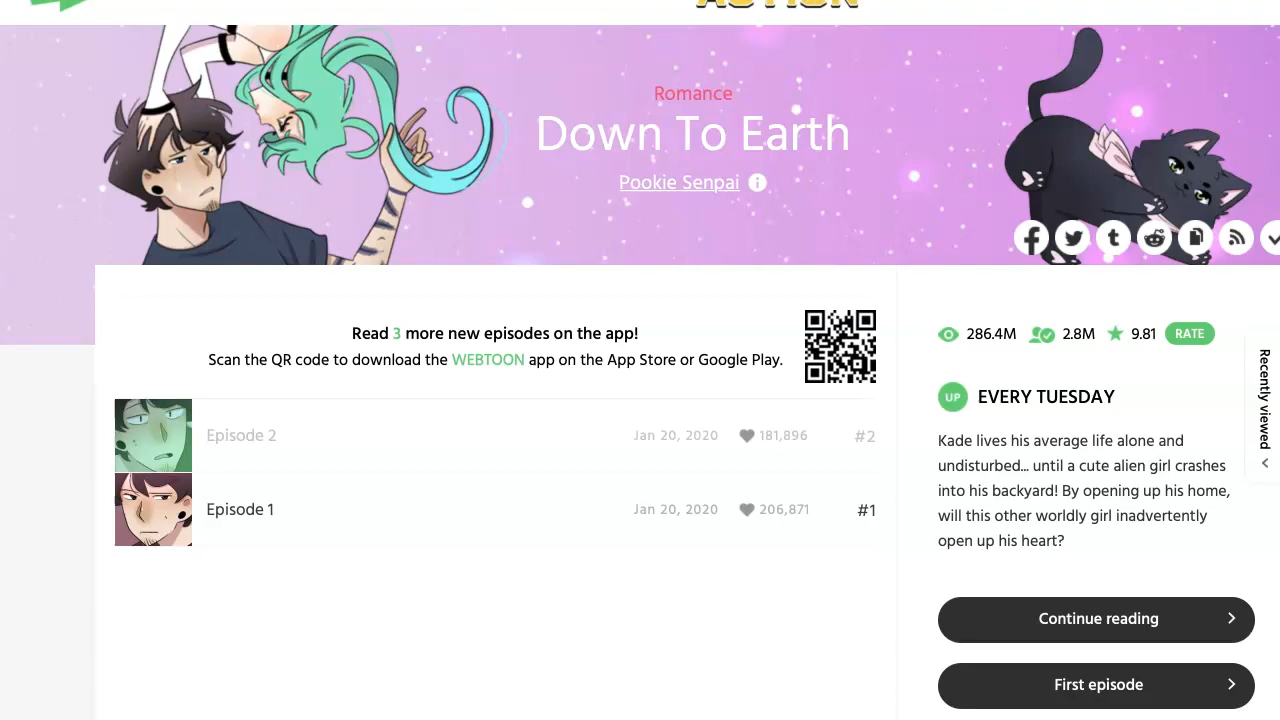 ACTION
Romance
Down To Earth
Pookie Senpai
Read 3 more new episodes on the app!
Scan the QR code to download the WEBTOON app on the App Store or Google Play.
Episode 2
Jan 20, 2020
181,896
#2
Episode 1
Jan 20, 2020
206,871
#1
286.4M
2.8M
9.81
RATE
UP
EVERY TUESDAY
Kade lives his average life alone and
undisturbed... until a cute alien girl crashes
into his backyard! By opening up his home,
will this other worldly girl inadvertently
open up his heart?
Continue reading
First episode
Recently viewed